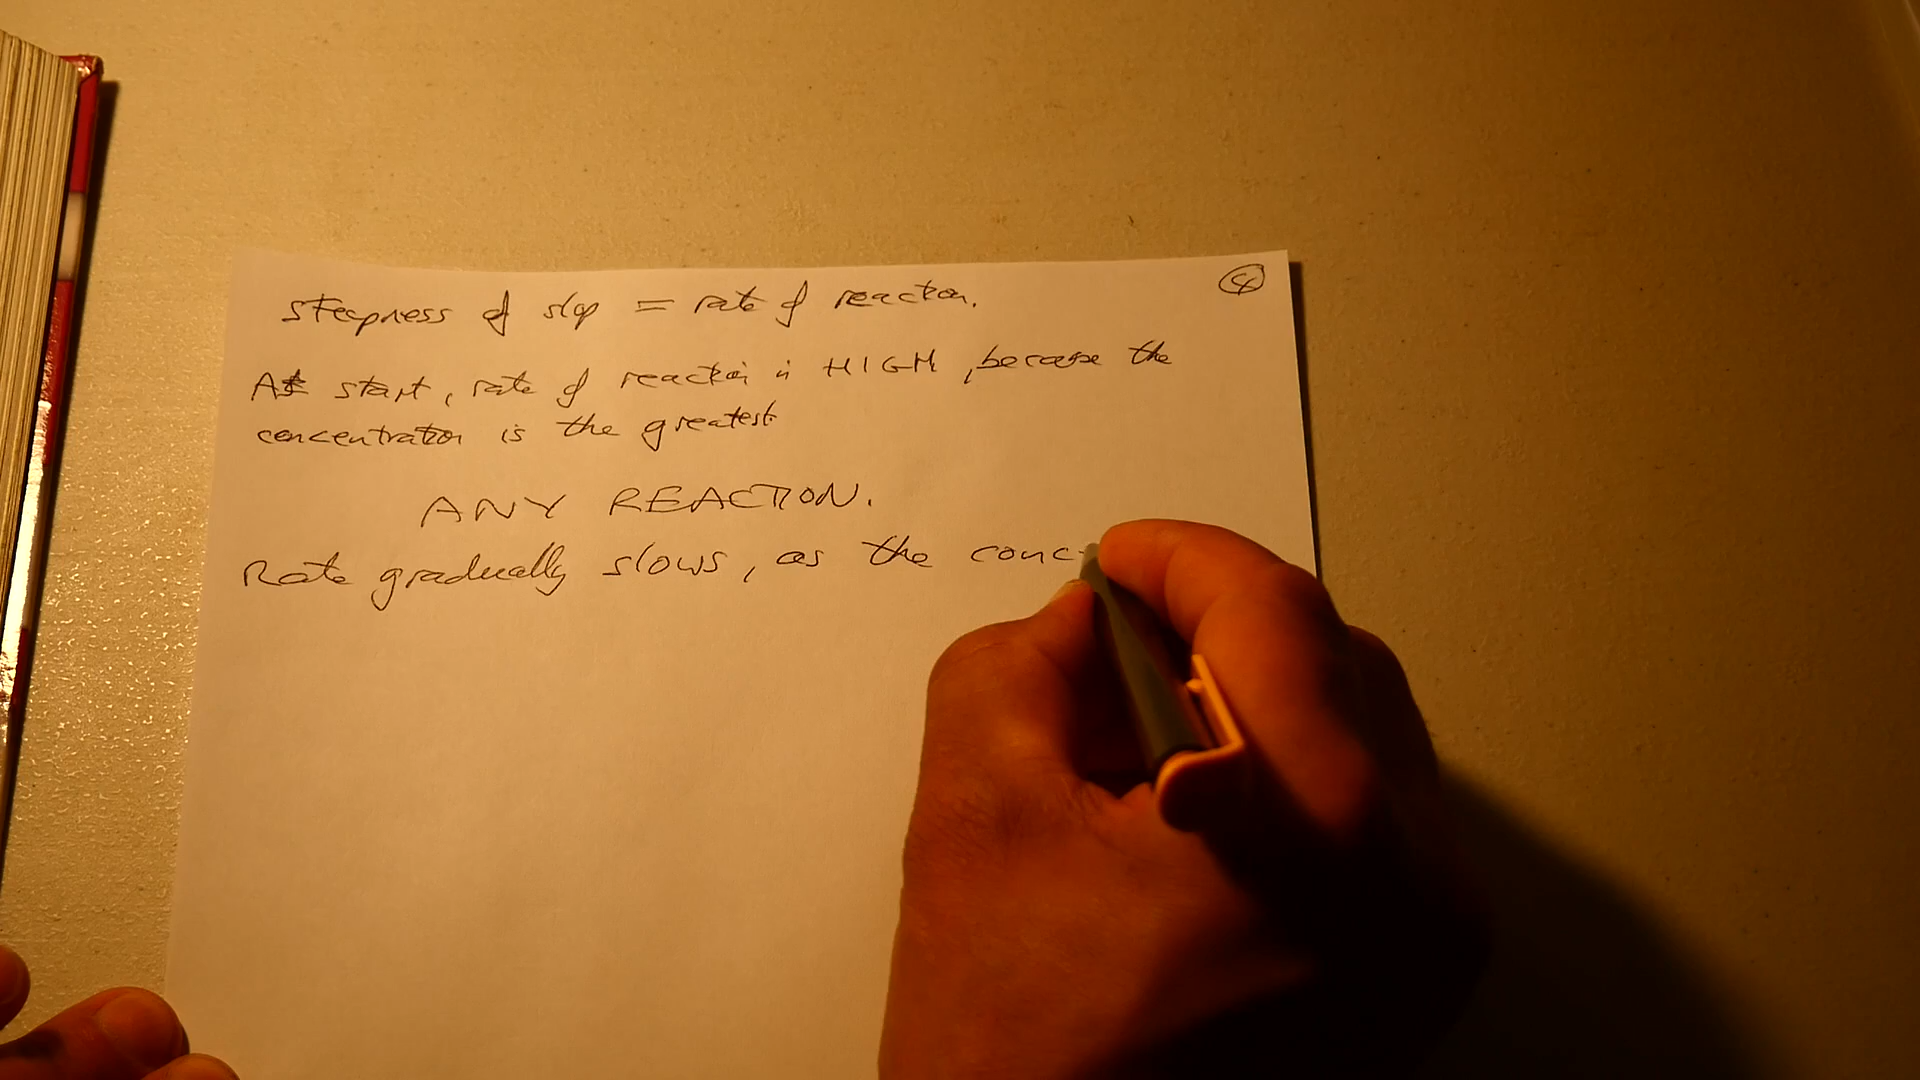 steepness of slop = rate of reaction.
At start, rate of reaction is HIGH, because the
concentration is the greatest.
ANY REACTION.
Rate gradually slows, as the conc